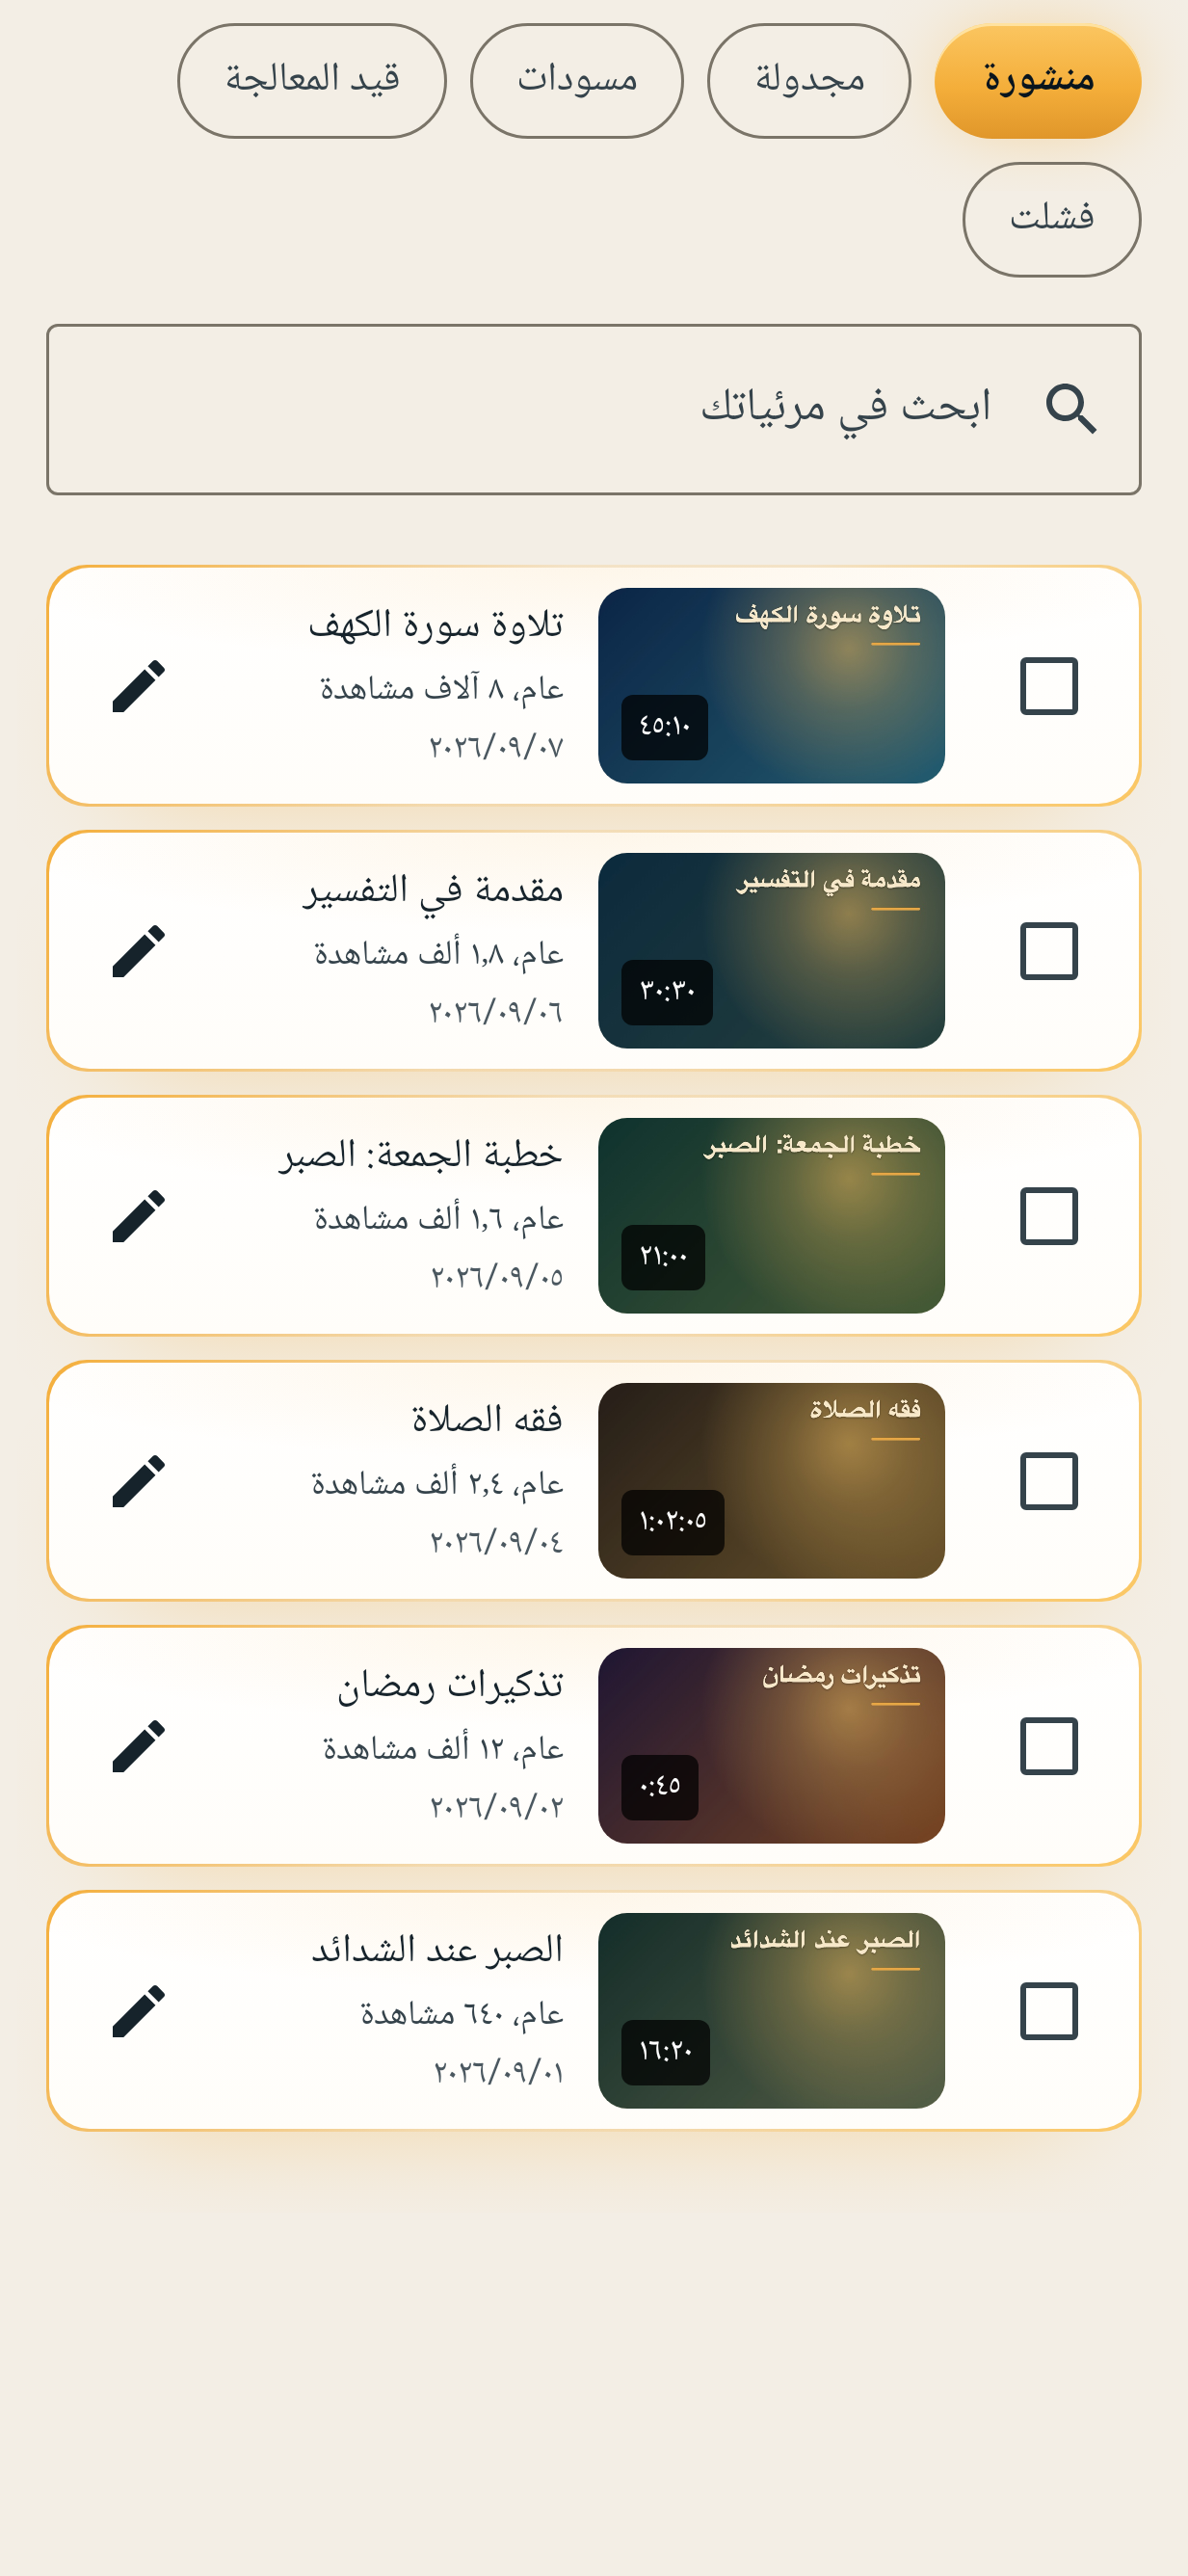 منشورة
مجدولة
مسودات
قيد المعالجة
فشلت
ابحث في مرئياتك
تلاوة سورة الكهف
٤٥:١٠
تلاوة سورة الكهف
عام، ٨ آلاف مشاهدة
٢٠٢٦/٠٩/٠٧
مقدمة في التفسير
٣٠:٣٠
مقدمة في التفسير
عام، ١,٨ ألف مشاهدة
٢٠٢٦/٠٩/٠٦
خطبة الجمعة: الصبر
٢١:٠٠
خطبة الجمعة: الصبر
عام، ١,٦ ألف مشاهدة
٢٠٢٦/٠٩/٠٥
فقه الصلاة
١:٠٢:٠٥
فقه الصلاة
عام، ٢,٤ ألف مشاهدة
٢٠٢٦/٠٩/٠٤
تذكيرات رمضان
٠:٤٥
تذكيرات رمضان
عام، ١٢ ألف مشاهدة
٢٠٢٦/٠٩/٠٢
الصبر عند الشدائد
١٦:٢٠
الصبر عند الشدائد
عام، ٦٤٠ مشاهدة
٢٠٢٦/٠٩/٠١